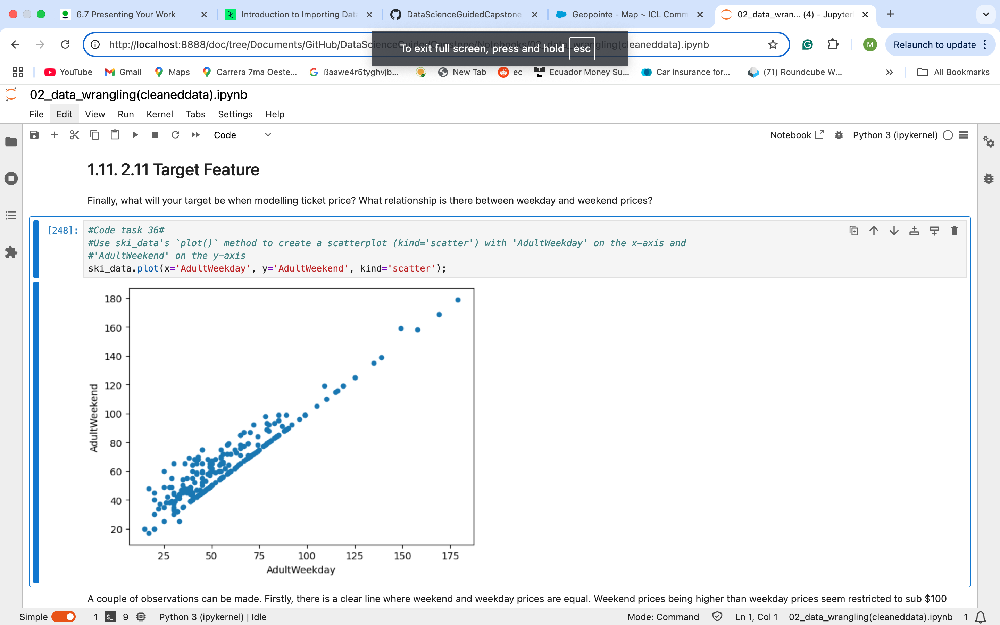 6.7 Presenting Your Work
Introduction to Importing Data
DataScienceGuidedCapstone
Geopointe - Map ~ ICL Comm
02_data_wran... (4) - Jupyter
http://localhost:8888/doc/tree/Documents/GitHub/DataScienceGuidedCapstone/Notebooks/02_data_wrangling(cleaneddata).ipynb
To exit full screen, press and hold esc
M
Relaunch to update
YouTube
Gmail
Maps
Carrera 7ma Oeste...
ßaawe4r5tyghvjb...
New Tab
ec
TE
Ecuador Money Su...
Car insurance for...
(71) Roundcube W...
All Bookmarks
02_data_wrangling(cleaneddata).ipynb
File Edit View Run Kernel Tabs Settings Help
Code
Notebook
Python 3 (ipykernel)
1.11. 2.11 Target Feature
Finally, what will your target be when modelling ticket price? What relationship is there between weekday and weekend prices?
[248]:
#Code task 36#
#Use ski_data's `plot()` method to create a scatterplot (kind='scatter') with 'AdultWeekday' on the x-axis and
#'AdultWeekend' on the y-axis
ski_data.plot(x='AdultWeekday', y='AdultWeekend', kind='scatter');
180
160
140
120
100
80
60
40
20
AdultWeekend
25 50 75 100 125 150 175
AdultWeekday
A couple of observations can be made. Firstly, there is a clear line where weekend and weekday prices are equal. Weekend prices being higher than weekday prices seem restricted to sub $100
Simple 1 $_ 9 Python 3 (ipykernel) | Idle
Mode: Command Ln 1, Col 1 02_data_wrangling(cleaneddata).ipynb 1